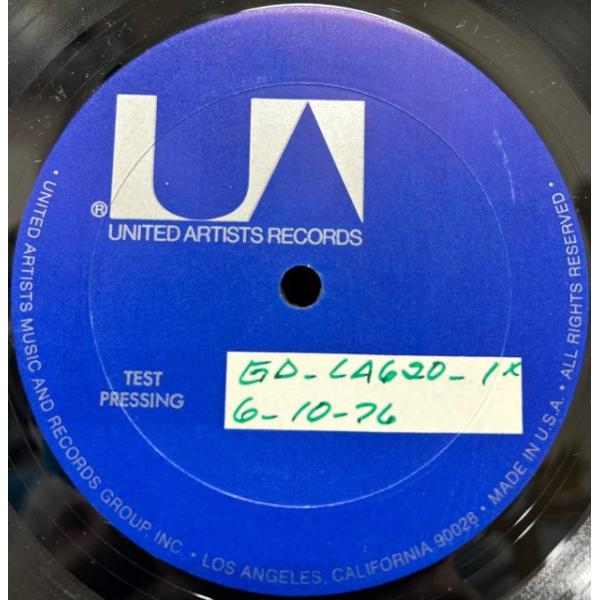 UA
® UNITED ARTISTS RECORDS
TEST
PRESSING
GD-LA620-1x
6-10-76
• UNITED ARTISTS MUSIC AND RECORDS GROUP, INC. • LOS ANGELES, CALIFORNIA 90028 • MADE IN U.S.A. • ALL RIGHTS RESERVED •